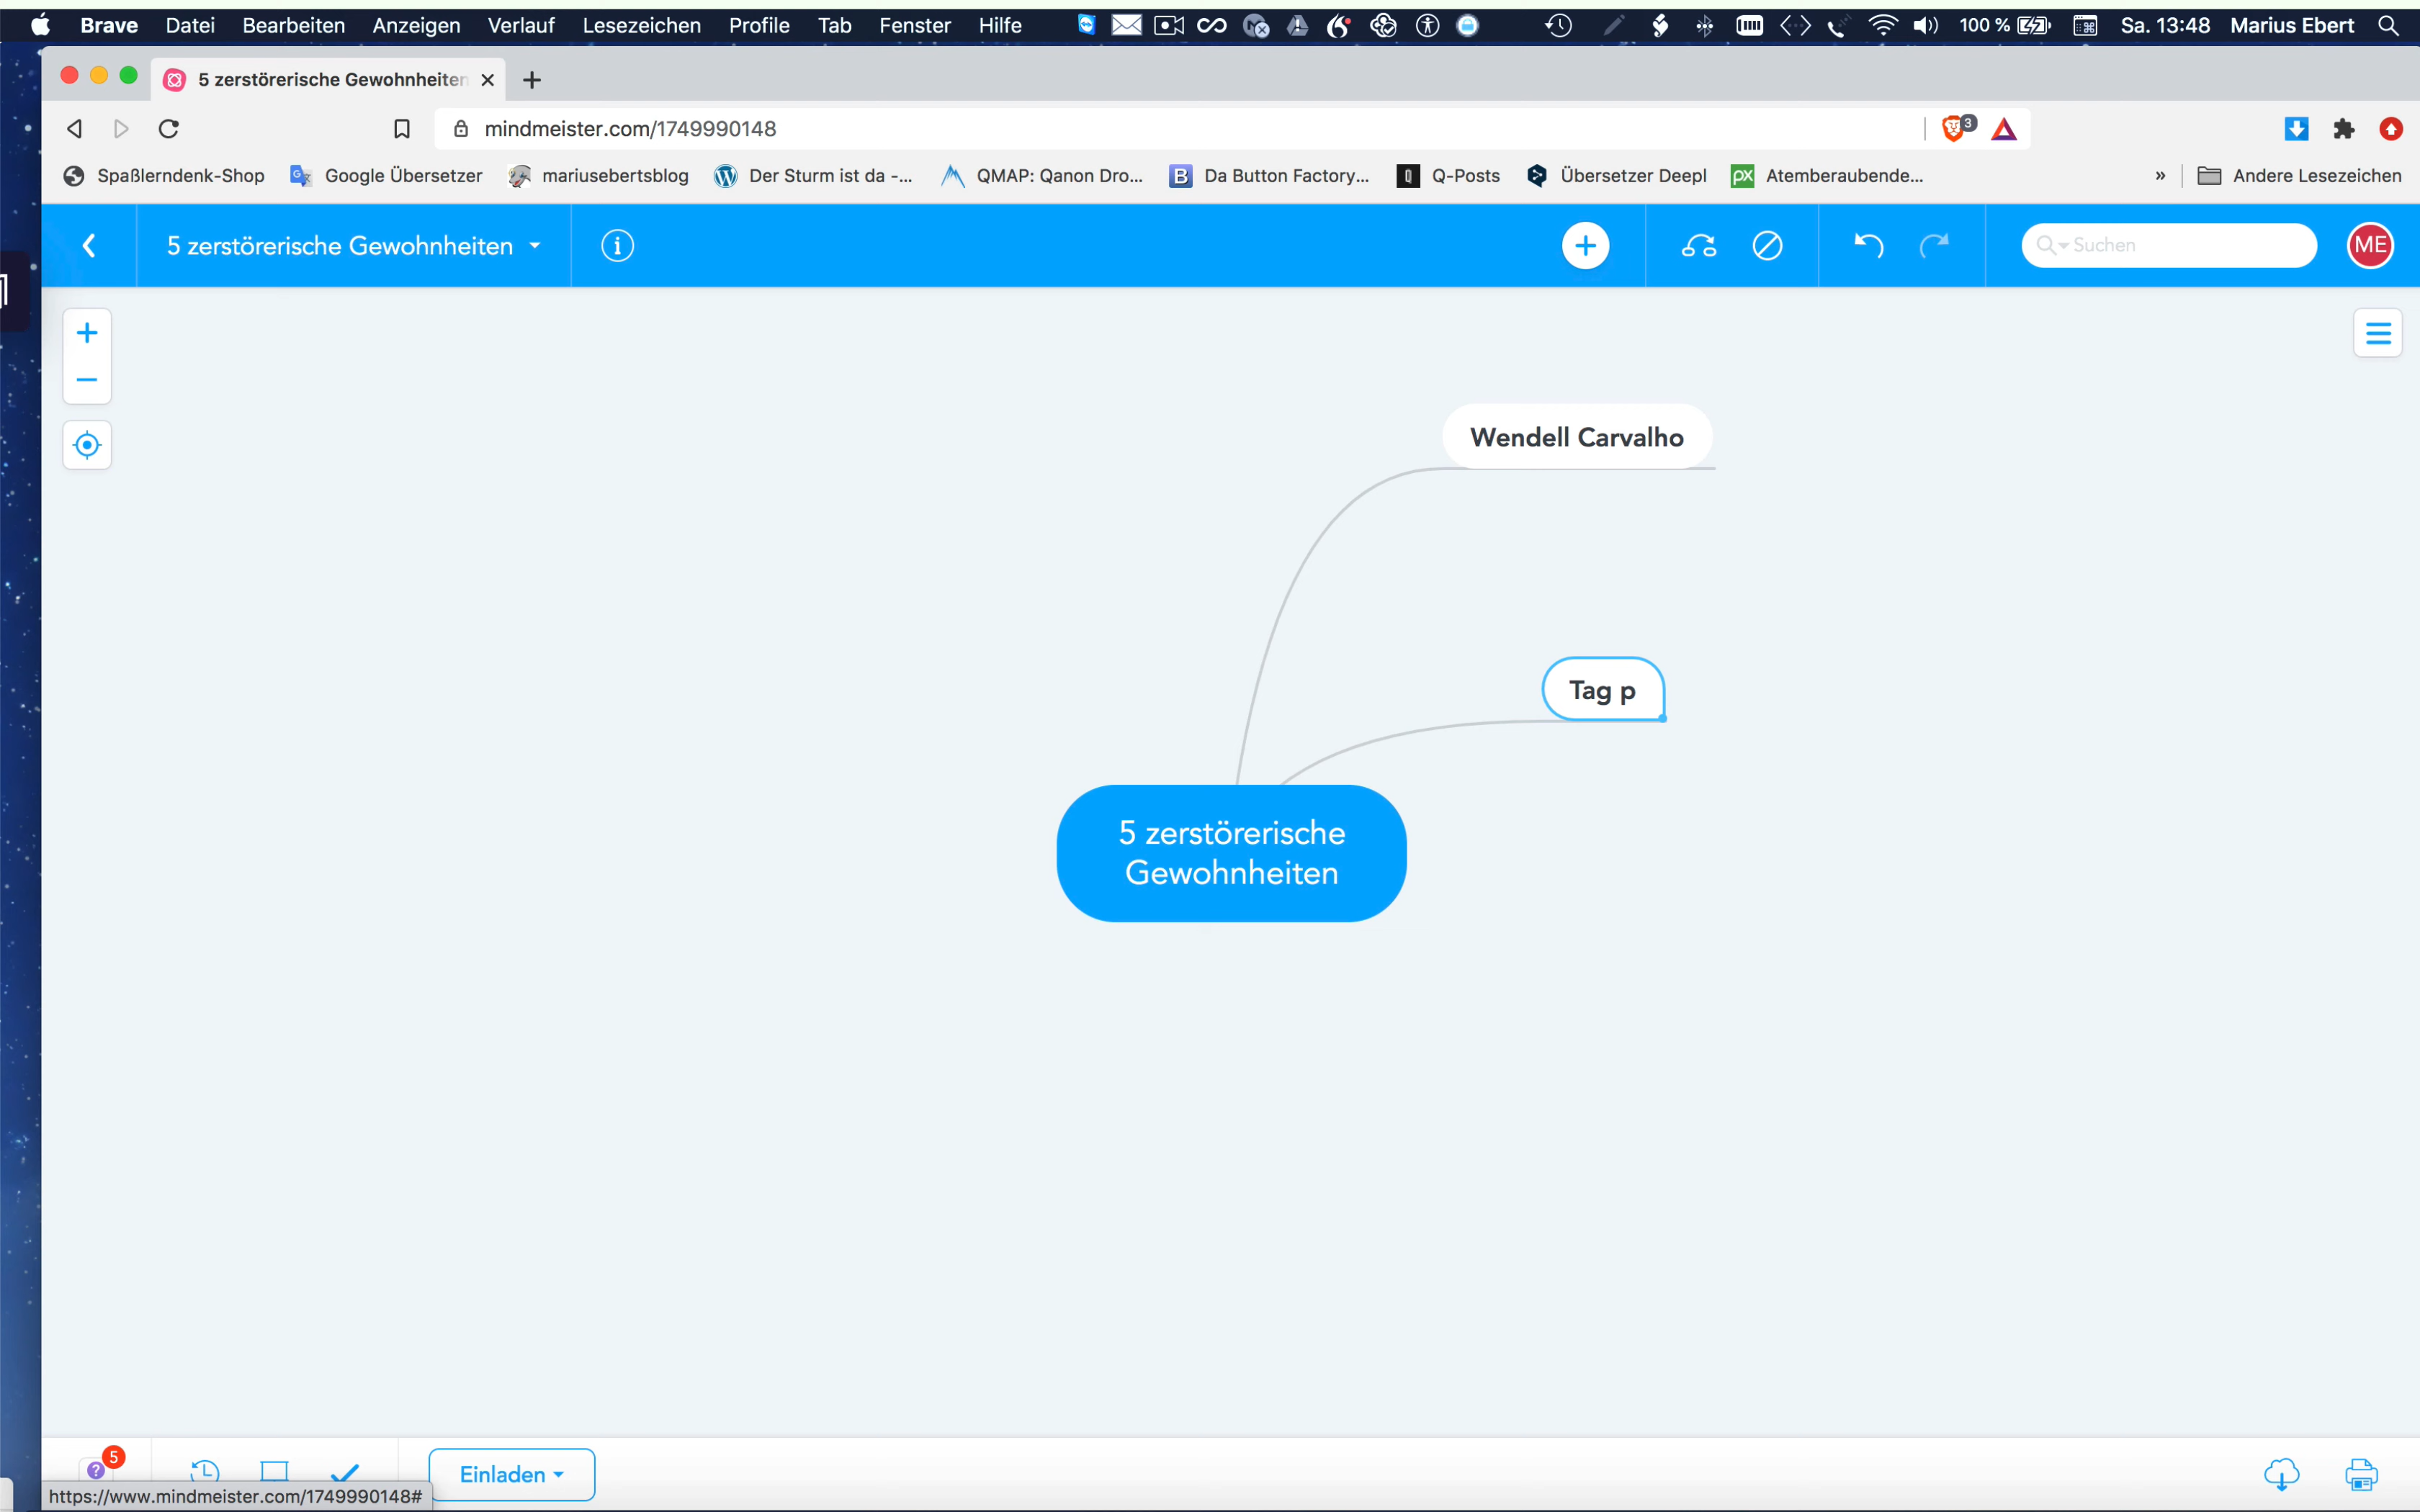 Brave Datei Bearbeiten Anzeigen Verlauf Lesezeichen Profile Tab Fenster Hilfe 100 % Sa. 13:48 Marius Ebert
5 zerstörerische Gewohnheiten
mindmeister.com/1749990148 3
Spaßlerndenk-Shop Google Übersetzer mariusebertsblog Der Sturm ist da -... QMAP: Qanon Dro... B Da Button Factory... Q Q-Posts Übersetzer Deepl px Atemberaubende... » Andere Lesezeichen
5 zerstörerische Gewohnheiten Suchen ME
Wendell Carvalho
Tag p
5 zerstörerische
Gewohnheiten
5
Einladen
https://www.mindmeister.com/1749990148#